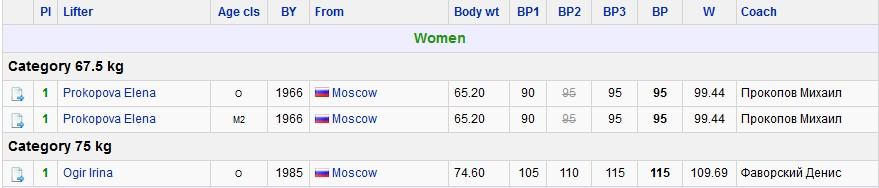 Pl Lifter Age cls BY From Body wt BP1 BP2 BP3 BP W Coach
Women
Category 67.5 kg
1 Prokopova Elena O 1966 Moscow 65.20 90 95 95 95 99.44 Прокопов Михаил
1 Prokopova Elena M2 1966 Moscow 65.20 90 95 95 95 99.44 Прокопов Михаил
Category 75 kg
1 Ogir Irina O 1985 Moscow 74.60 105 110 115 115 109.69 Фаворский Денис